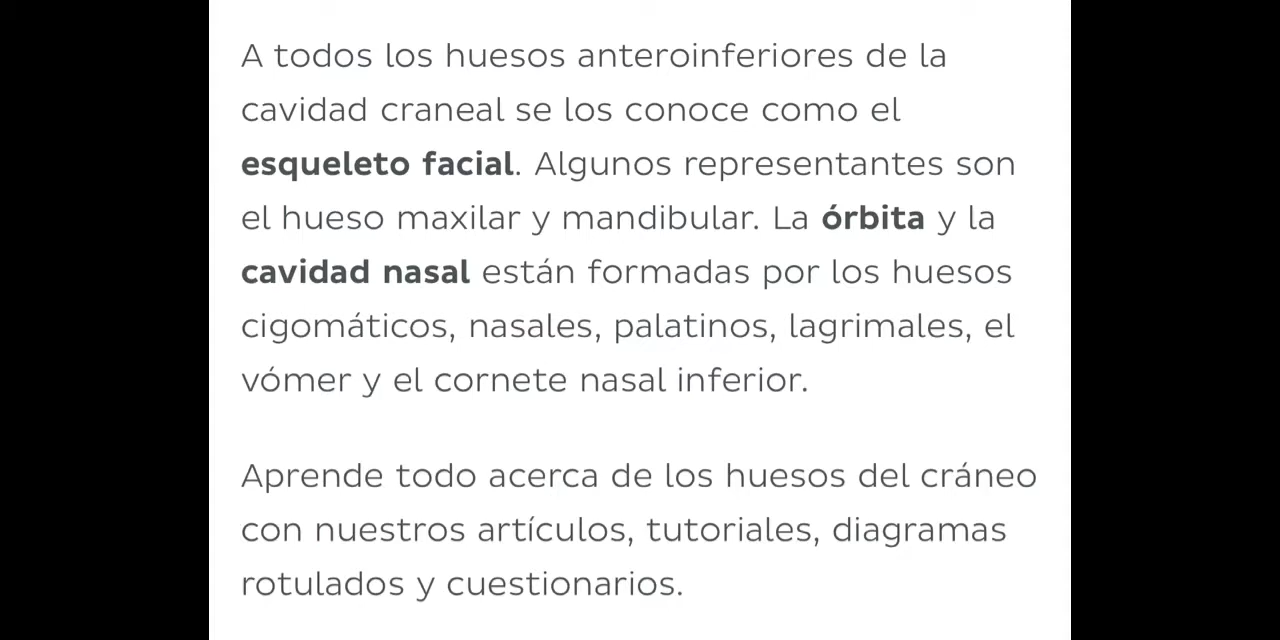 A todos los huesos anteroinferiores de la
cavidad craneal se los conoce como el
esqueleto facial. Algunos representantes son
el hueso maxilar y mandibular. La órbita y la
cavidad nasal están formadas por los huesos
cigomáticos, nasales, palatinos, lagrimales, el
vómer y el cornete nasal inferior.
Aprende todo acerca de los huesos del cráneo
con nuestros artículos, tutoriales, diagramas
rotulados y cuestionarios.